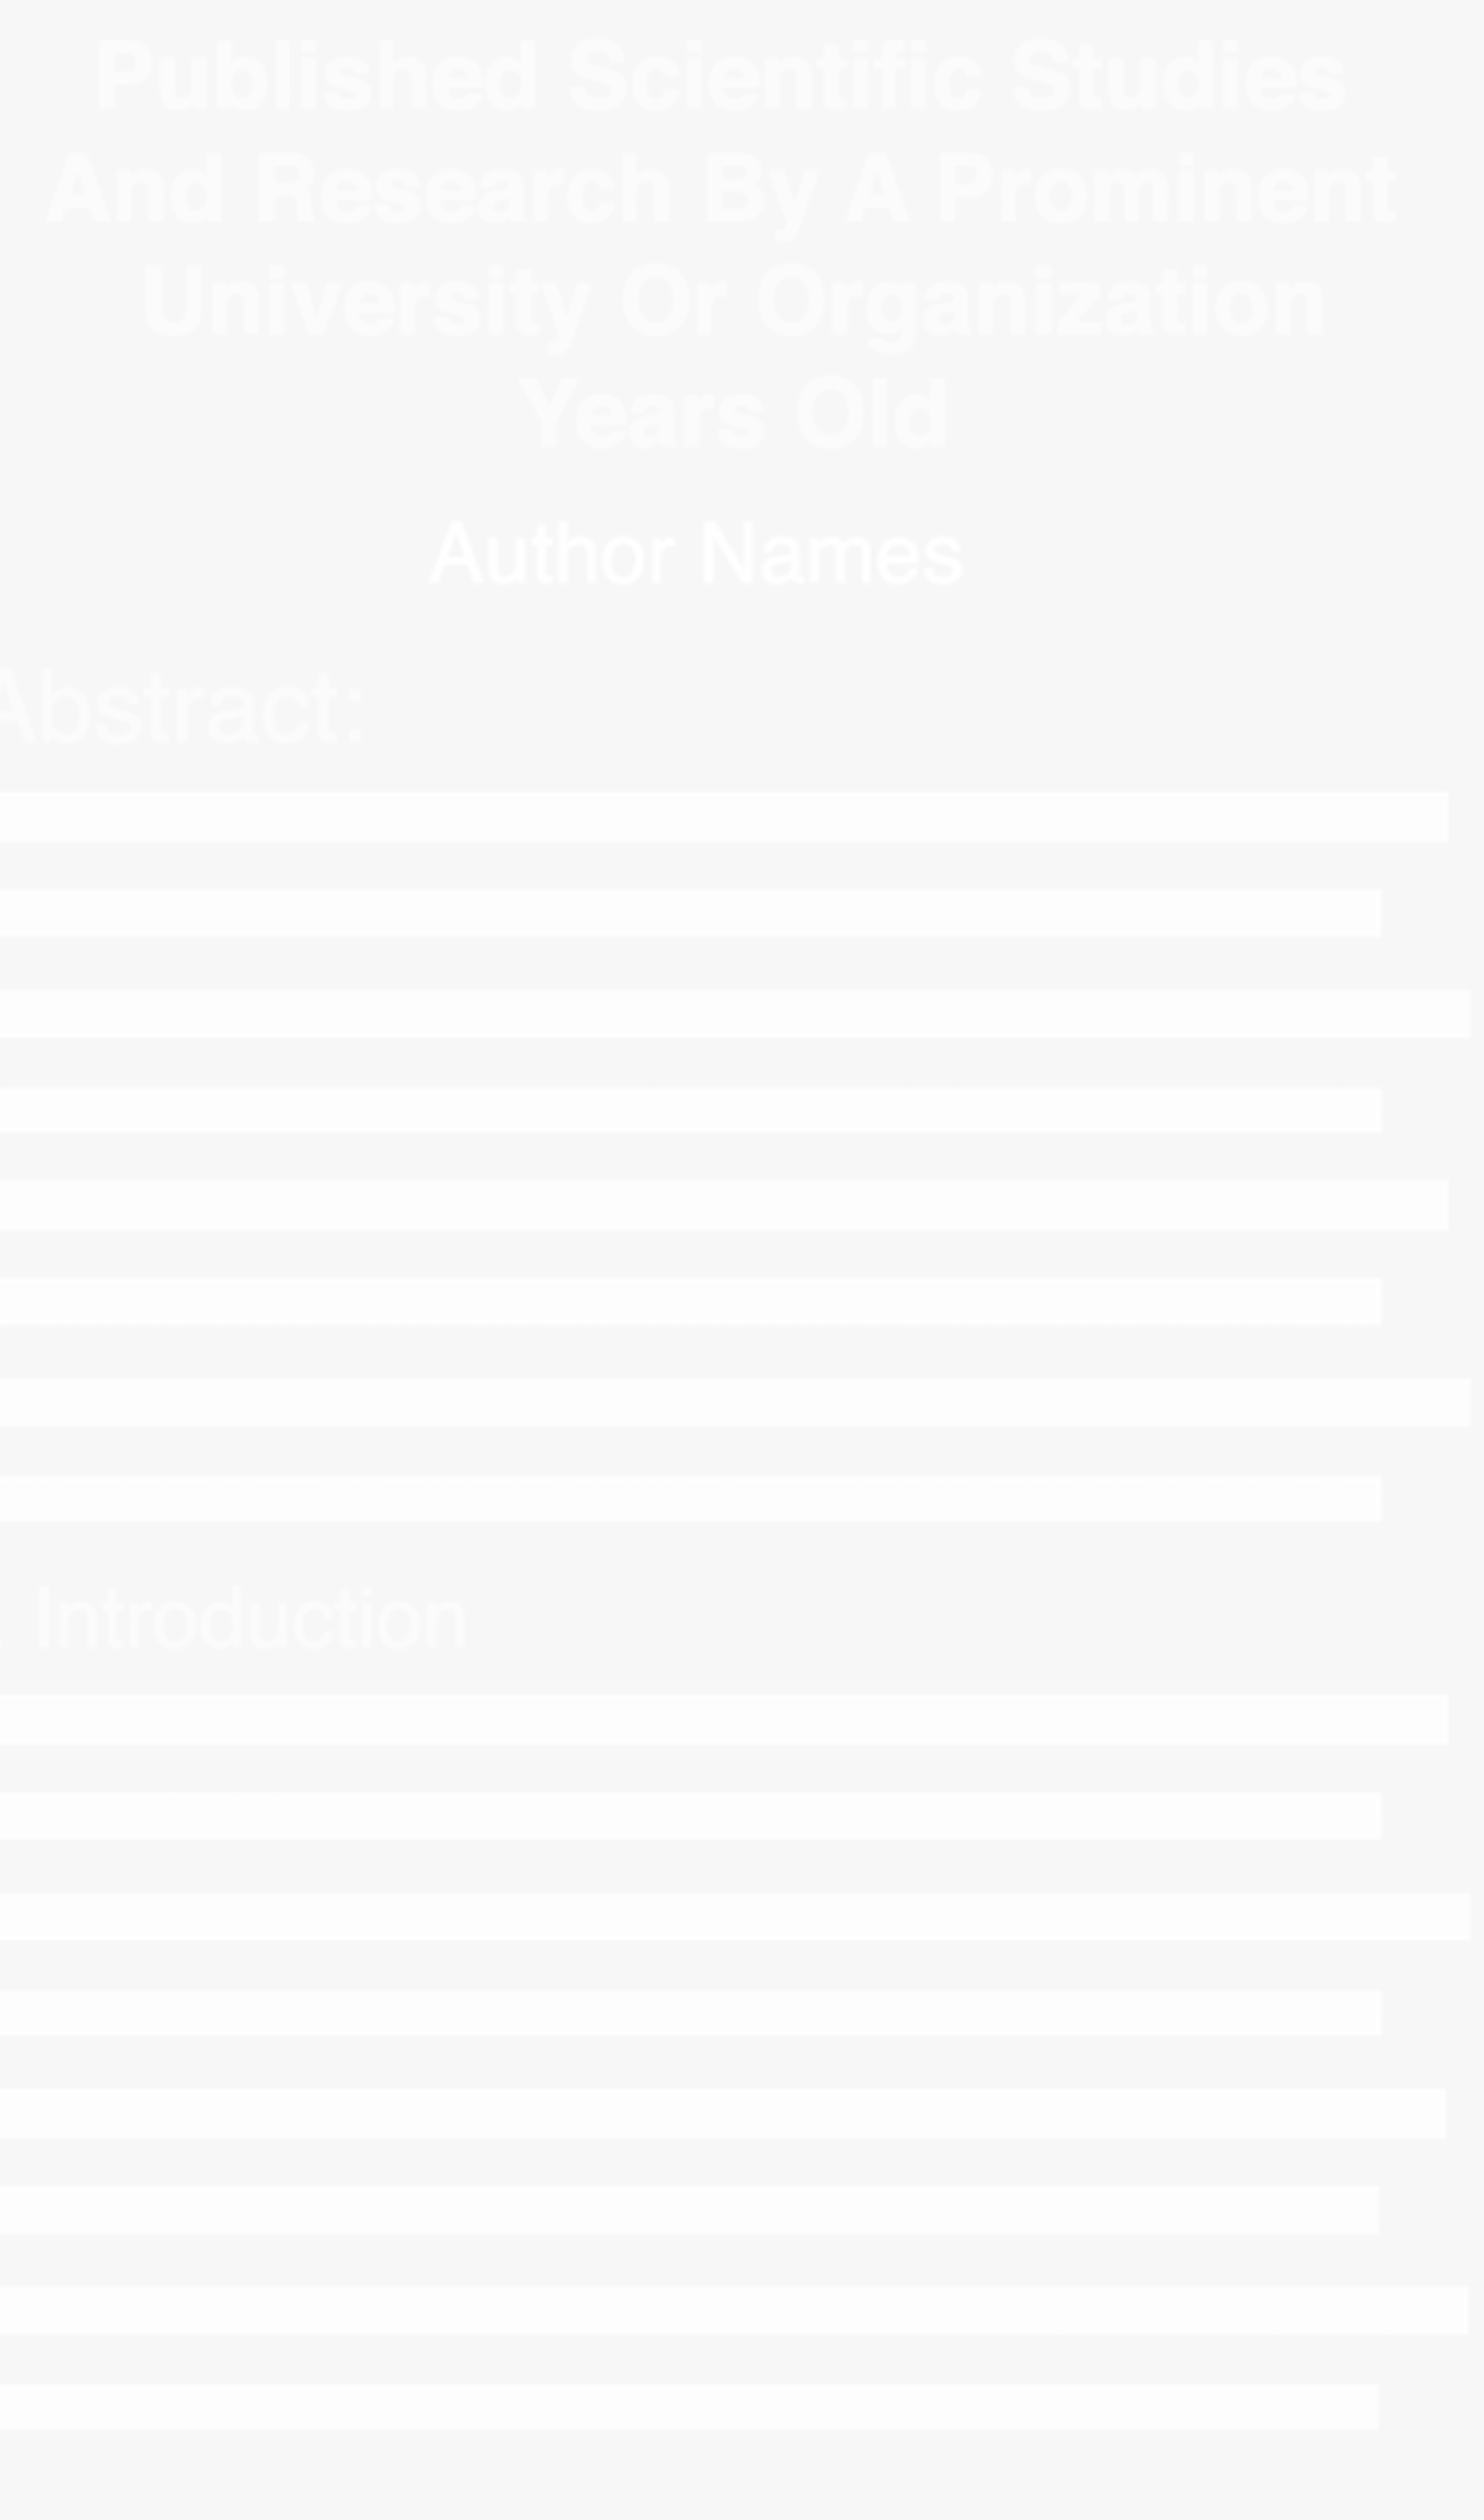 Published Scientific Studies
And Research By A Prominent
University Or Organization
Years Old
Author Names
Abstract:
. Introduction